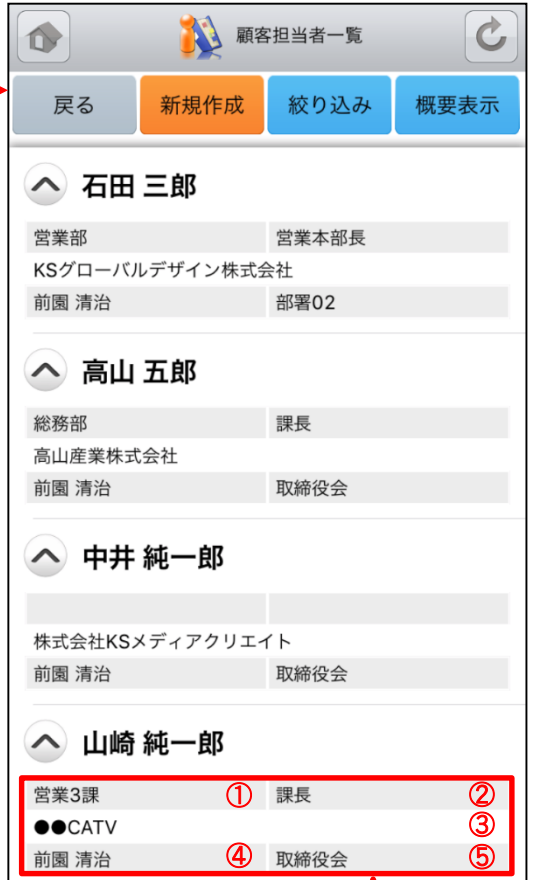 顧客担当者一覧
戻る 新規作成 絞り込み 概要表示
石田 三郎
営業部 営業本部長
KSグローバルデザイン株式会社
前園 清治 部署02
高山 五郎
総務部 課長
高山産業株式会社
前園 清治 取締役会
中井 純一郎
株式会社KSメディアクリエイト
前園 清治 取締役会
山崎 純一郎
営業3課 ① 課長 ②
●●CATV ③
前園 清治 ④ 取締役会 ⑤